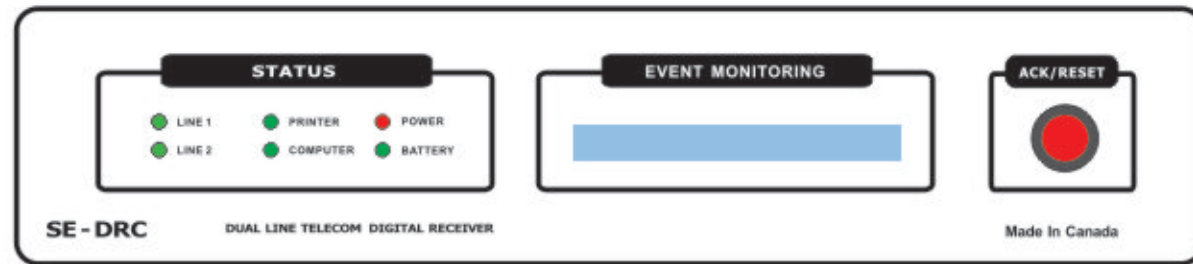 STATUS
EVENT MONITORING
ACK/RESET
LINE 1 PRINTER POWER
LINE 2 COMPUTER BATTERY
SE-DRC DUAL LINE TELECOM DIGITAL RECEIVER Made In Canada